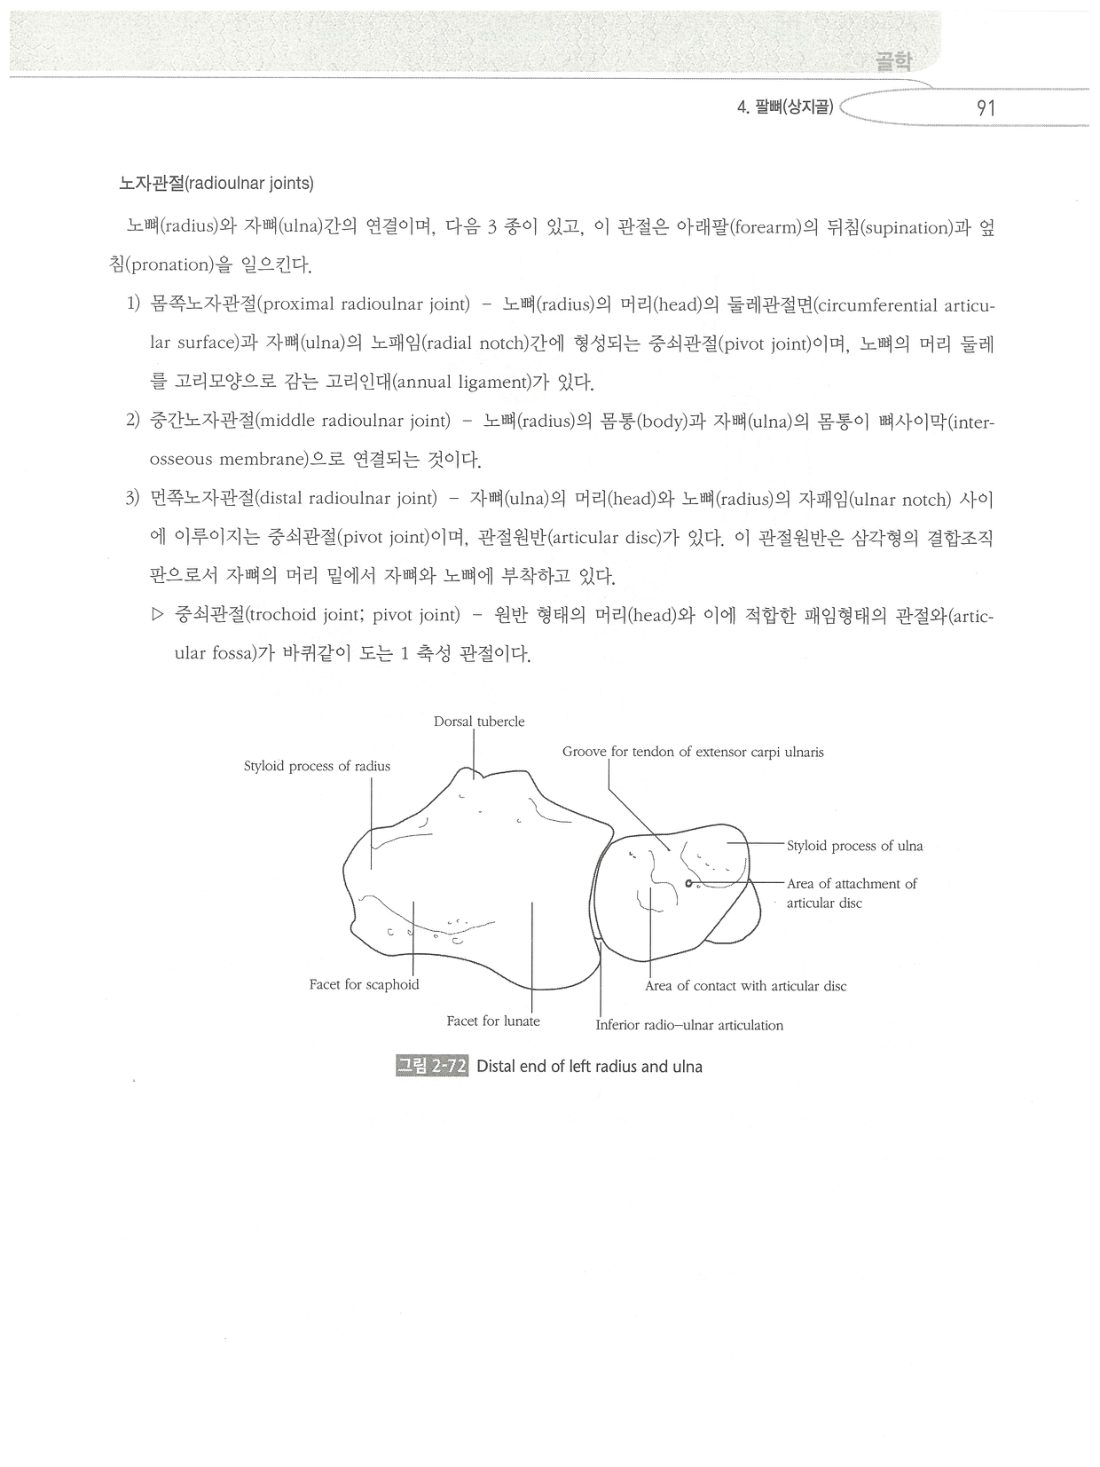 골학
4. 팔뼈(상지골)
91
노자관절(radioulnar joints)
노뼈(radius)와 자뼈(ulna)간의 연결이며, 다음 3 종이 있고, 이 관절은 아래팔(forearm)의 뒤침(supination)과 엎
침(pronation)을 일으킨다.
1) 몸쪽노자관절(proximal radioulnar joint) - 노뼈(radius)의 머리(head)의 둘레관절면(circumferential articu-
lar surface)과 자뼈(ulna)의 노패임(radial notch)간에 형성되는 중쇠관절(pivot joint)이며, 노뼈의 머리 둘레
를 고리모양으로 감는 고리인대(annual ligament)가 있다.
2) 중간노자관절(middle radioulnar joint) - 노뼈(radius)의 몸통(body)과 자뼈(ulna)의 몸통이 뼈사이막(inter-
osseous membrane)으로 연결되는 것이다.
3) 먼쪽노자관절(distal radioulnar joint) - 자뼈(ulna)의 머리(head)와 노뼈(radius)의 자패임(ulnar notch) 사이
에 이루이지는 중쇠관절(pivot joint)이며, 관절원반(articular disc)가 있다. 이 관절원반은 삼각형의 결합조직
판으로서 자뼈의 머리 밑에서 자뼈와 노뼈에 부착하고 있다.
▷ 중쇠관절(trochoid joint; pivot joint) - 원반 형태의 머리(head)와 이에 적합한 패임형태의 관절와(artic-
ular fossa)가 바퀴같이 도는 1 축성 관절이다.
Dorsal tubercle
Groove for tendon of extensor carpi ulnaris
Styloid process of radius
Styloid process of ulna
Area of attachment of
articular disc
Facet for scaphoid
Area of contact with articular disc
Facet for lunate
Inferior radio-ulnar articulation
그림 2-72 Distal end of left radius and ulna